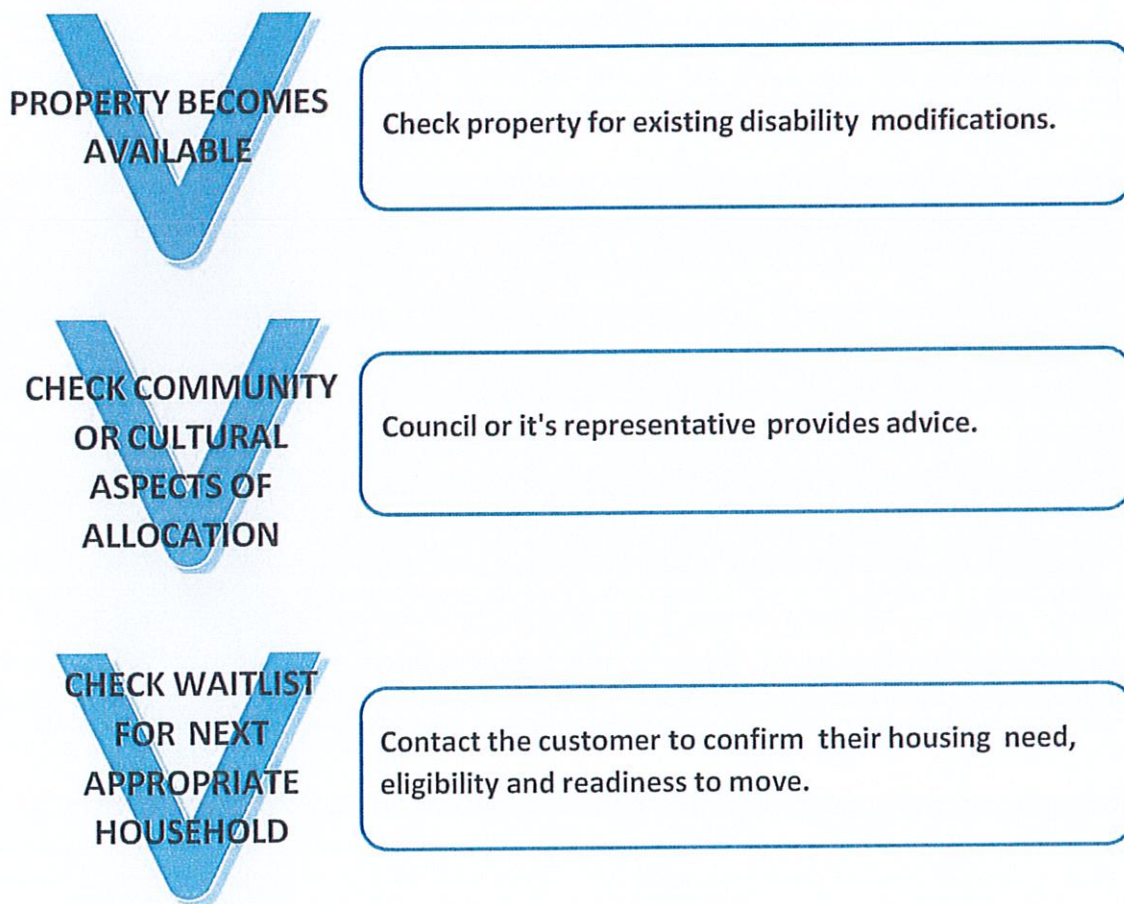 PROPERTY BECOMES
AVAILABLE
Check property for existing disability modifications.
CHECK COMMUNITY
OR CULTURAL
ASPECTS OF
ALLOCATION
Council or it's representative provides advice.
CHECK WAITLIST
FOR NEXT
APPROPRIATE
HOUSEHOLD
Contact the customer to confirm their housing need,
eligibility and readiness to move.